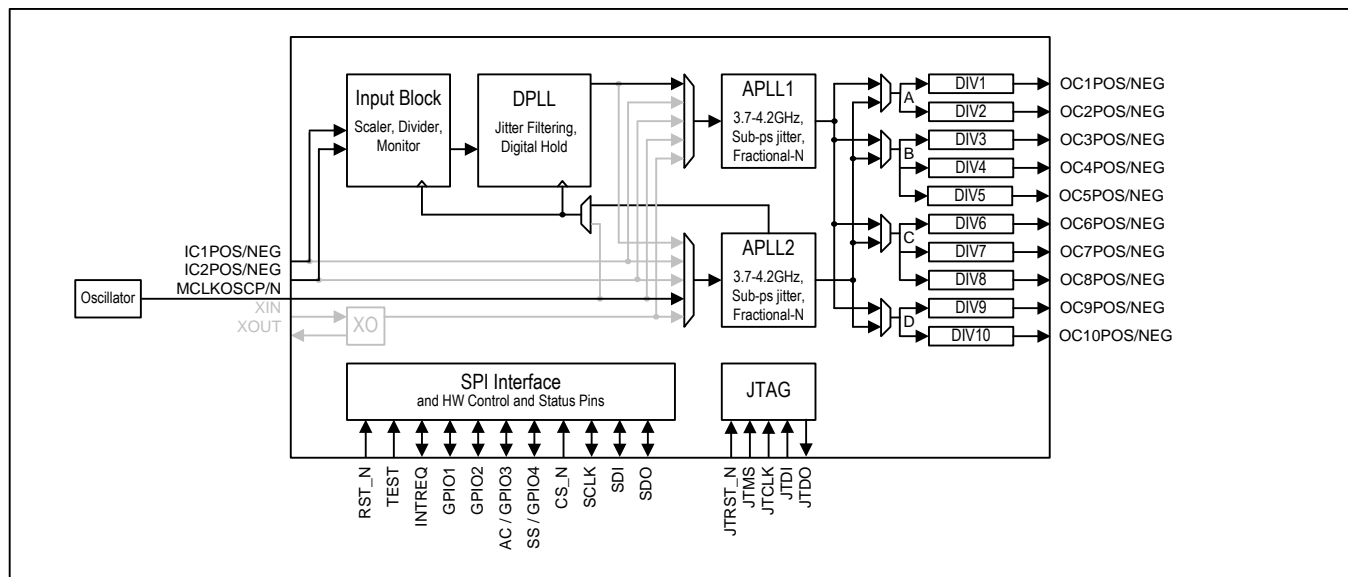 Input Block
Scaler, Divider,
Monitor
DPLL
Jitter Filtering,
Digital Hold
APLL1
3.7-4.2GHz,
Sub-ps jitter,
Fractional-N
APLL2
3.7-4.2GHz,
Sub-ps jitter,
Fractional-N
A
B
C
D
DIV1
DIV2
DIV3
DIV4
DIV5
DIV6
DIV7
DIV8
DIV9
DIV10
OC1POS/NEG
OC2POS/NEG
OC3POS/NEG
OC4POS/NEG
OC5POS/NEG
OC6POS/NEG
OC7POS/NEG
OC8POS/NEG
OC9POS/NEG
OC10POS/NEG
IC1POS/NEG
IC2POS/NEG
MCLKOSCP/N
Oscillator
XIN
XOUT
XO
SPI Interface
and HW Control and Status Pins
JTAG
RST_N
TEST
INTREQ
GPIO1
GPIO2
AC / GPIO3
SS / GPIO4
CS_N
SCLK
SDI
SDO
JTRST_N
JTMS
JTCLK
JTDI
JTDO